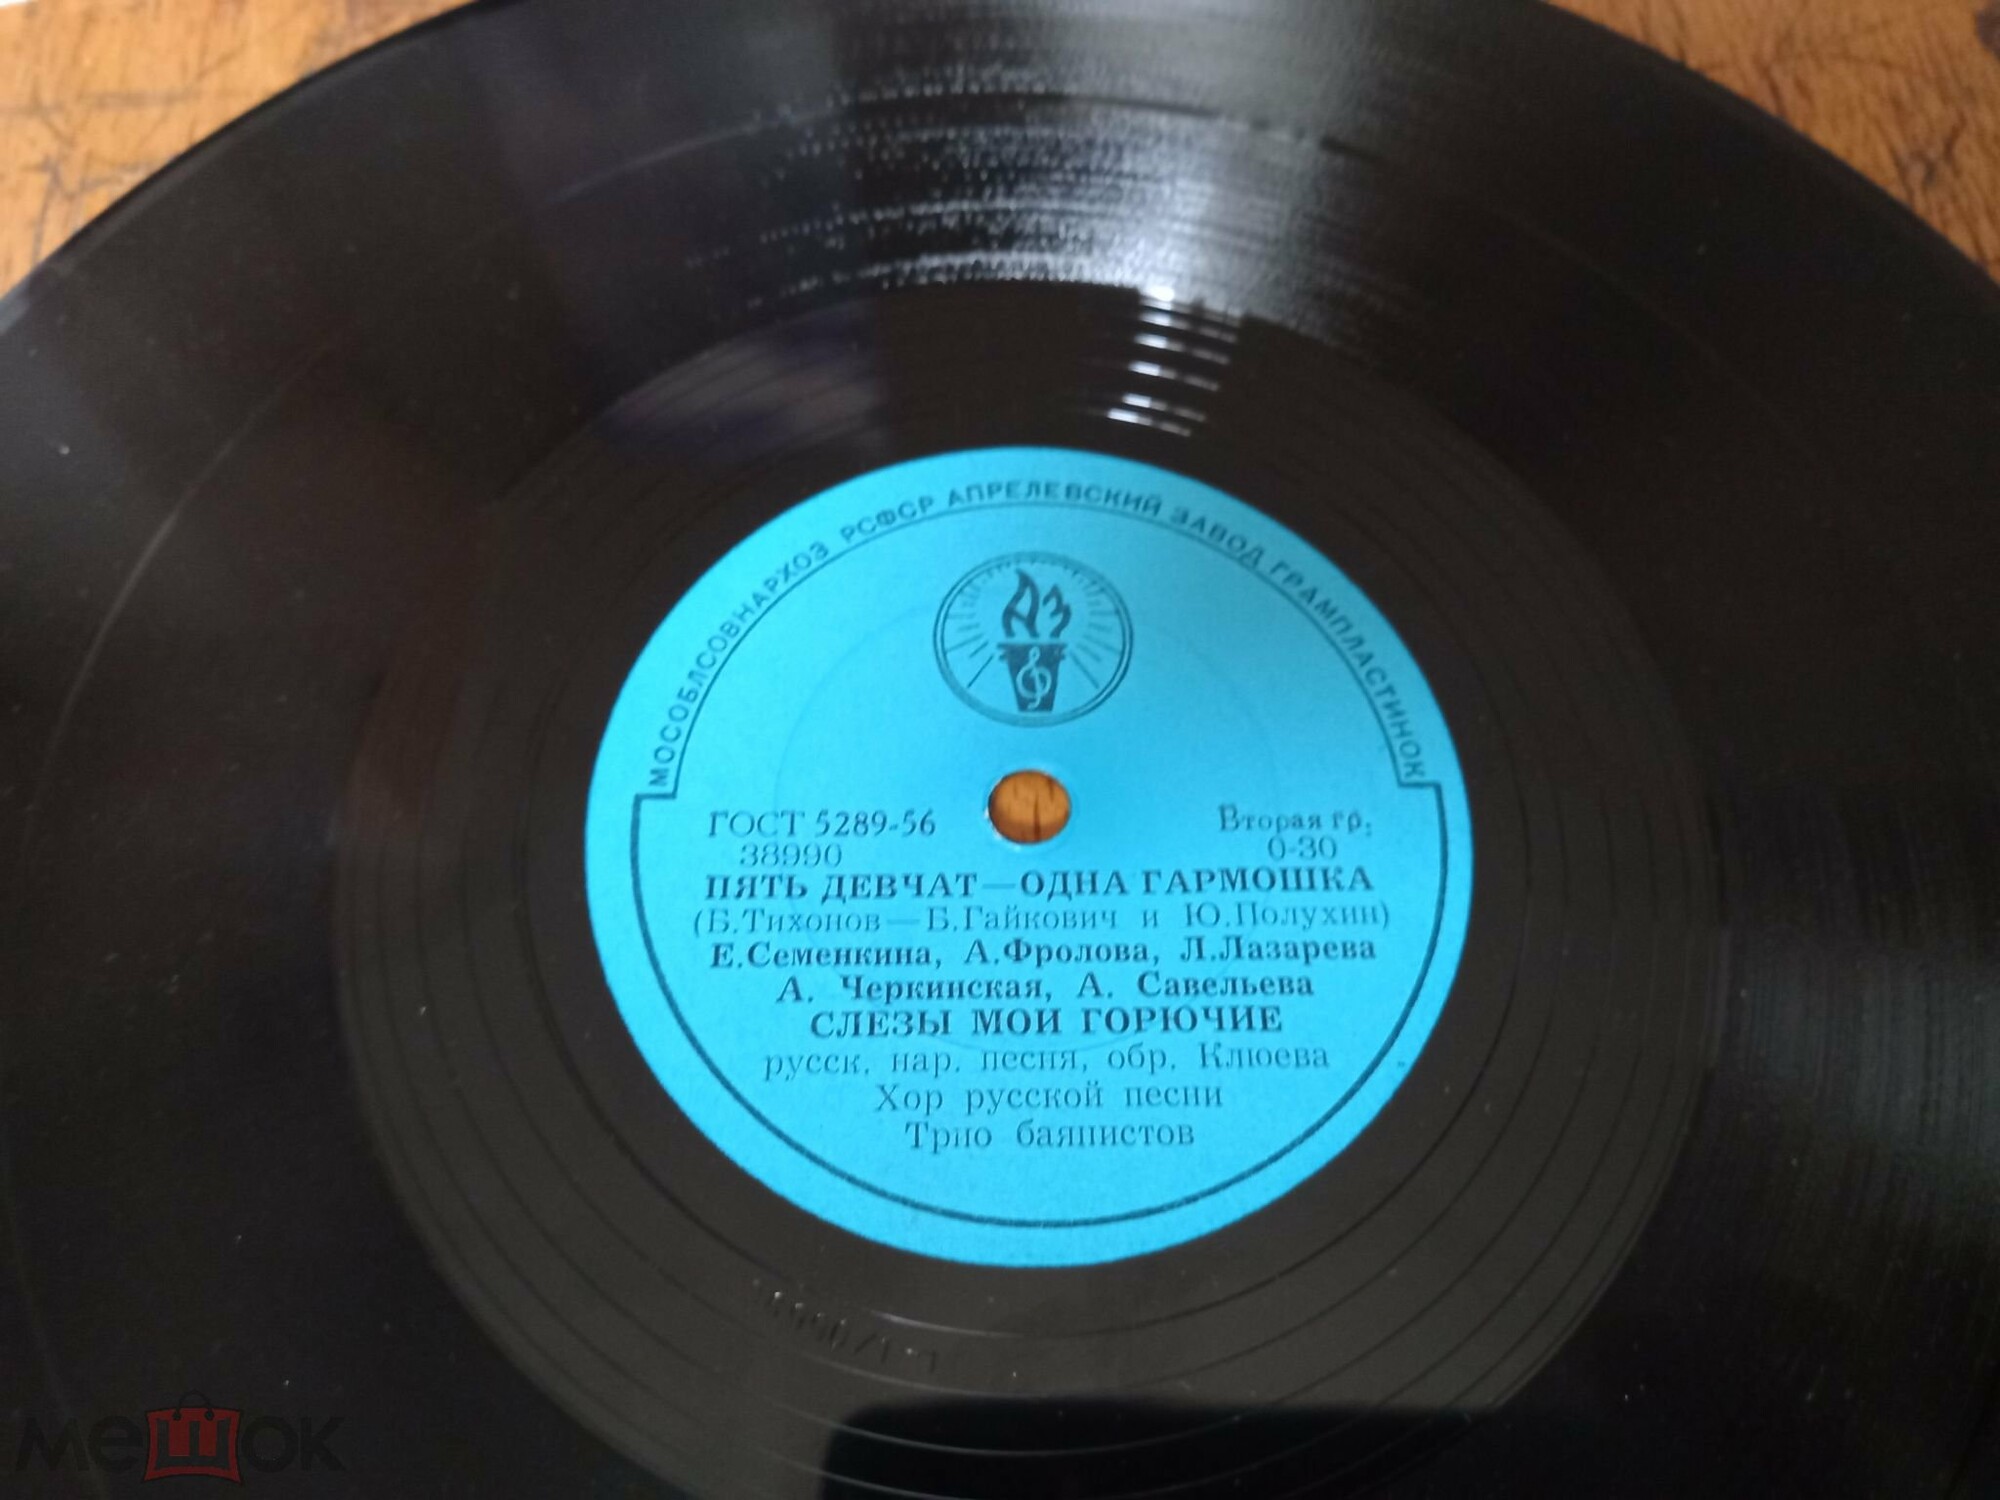 МОСОБЛСОВНАРХОЗ РСФСР АПРЕЛЕВСКИЙ ЗАВОД ГРАМПЛАСТИНОК
АЗ
ГОСТ 5289-56 Вторая гр.
38990 0-30
ПЯТЬ ДЕВЧАТ—ОДНА ГАРМОШКА
(Б.Тихонов—Б.Гайкович и Ю.Полухин)
Е.Семенкина, А.Фролова, Л.Лазарева
А. Черкинская, А. Савельева
СЛЕЗЫ МОИ ГОРЮЧИЕ
русск. нар. песня, обр. Клюева
Хор русской песни
Трио баянистов
мешок